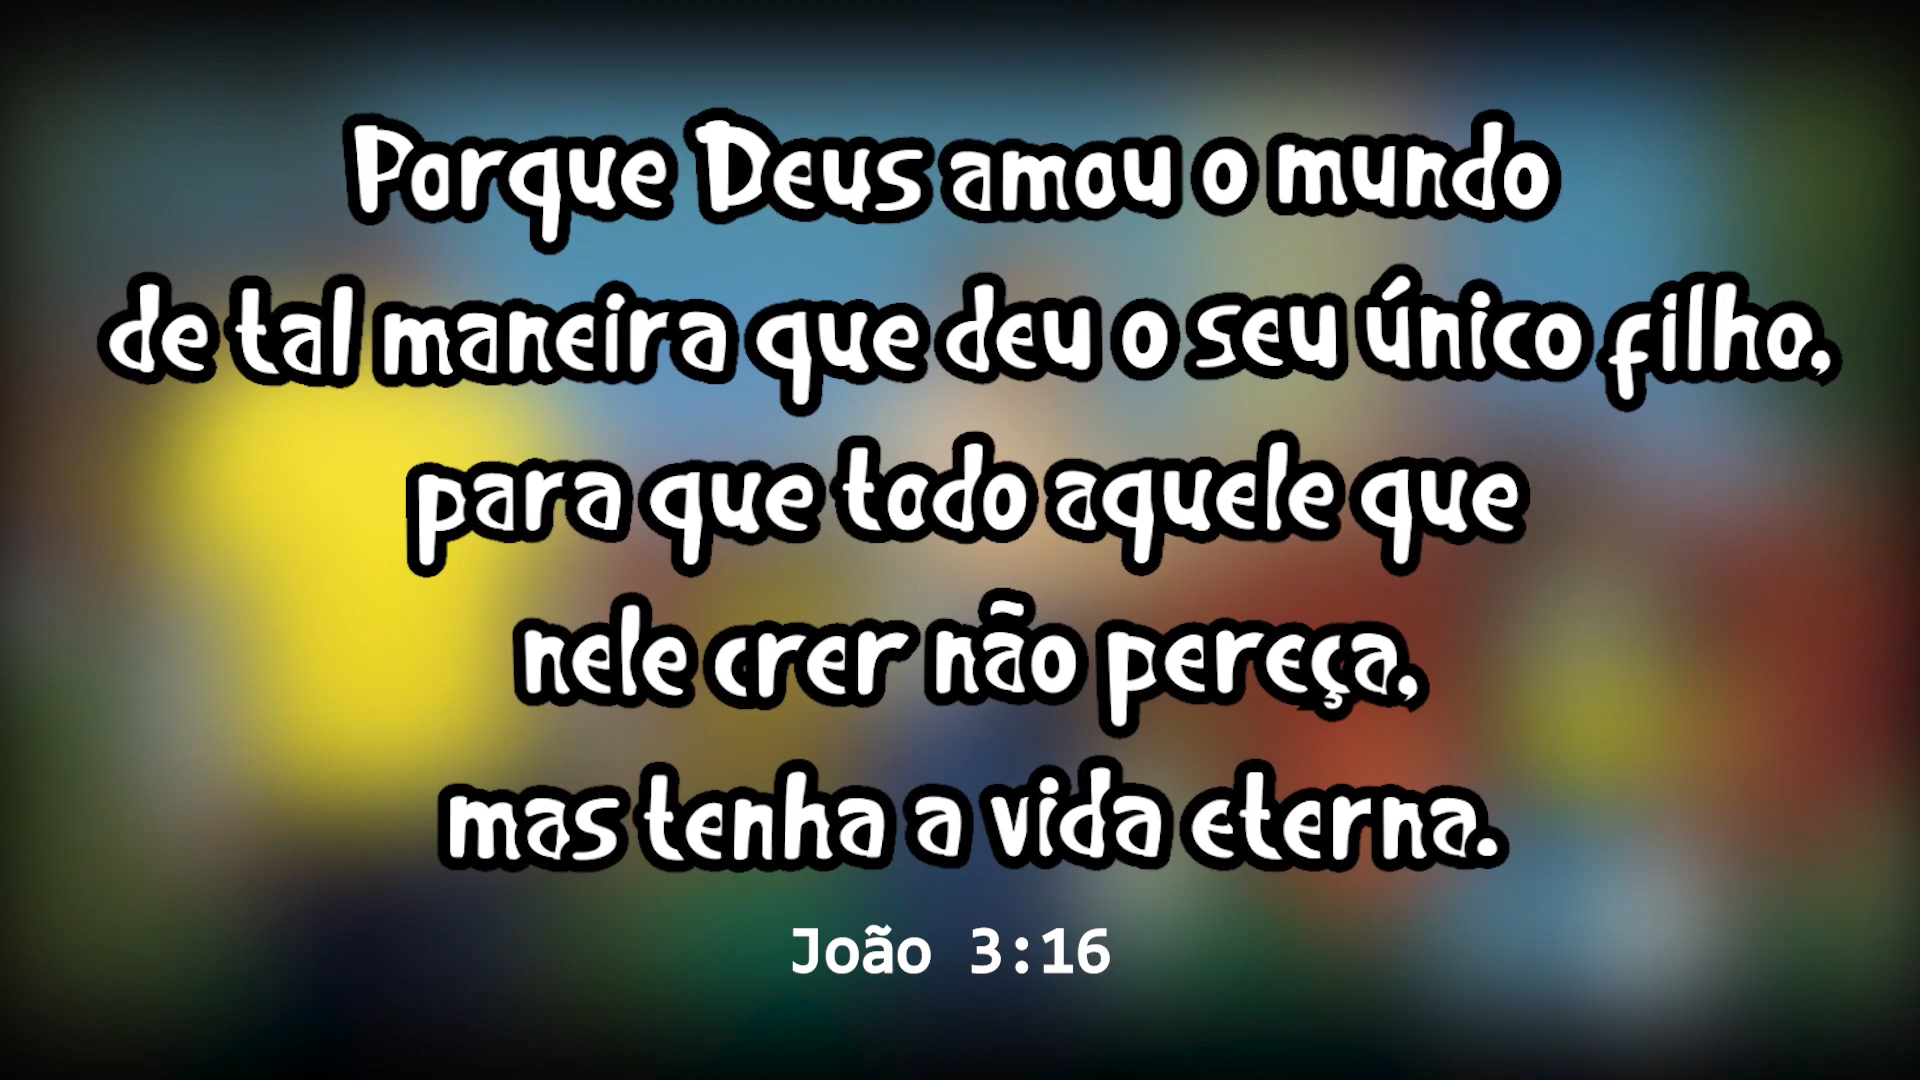 Porque Deus amou o mundo
de tal maneira que deu o seu único filho,
para que todo aquele que
nele crer não pereça,
mas tenha a vida eterna.
João 3:16